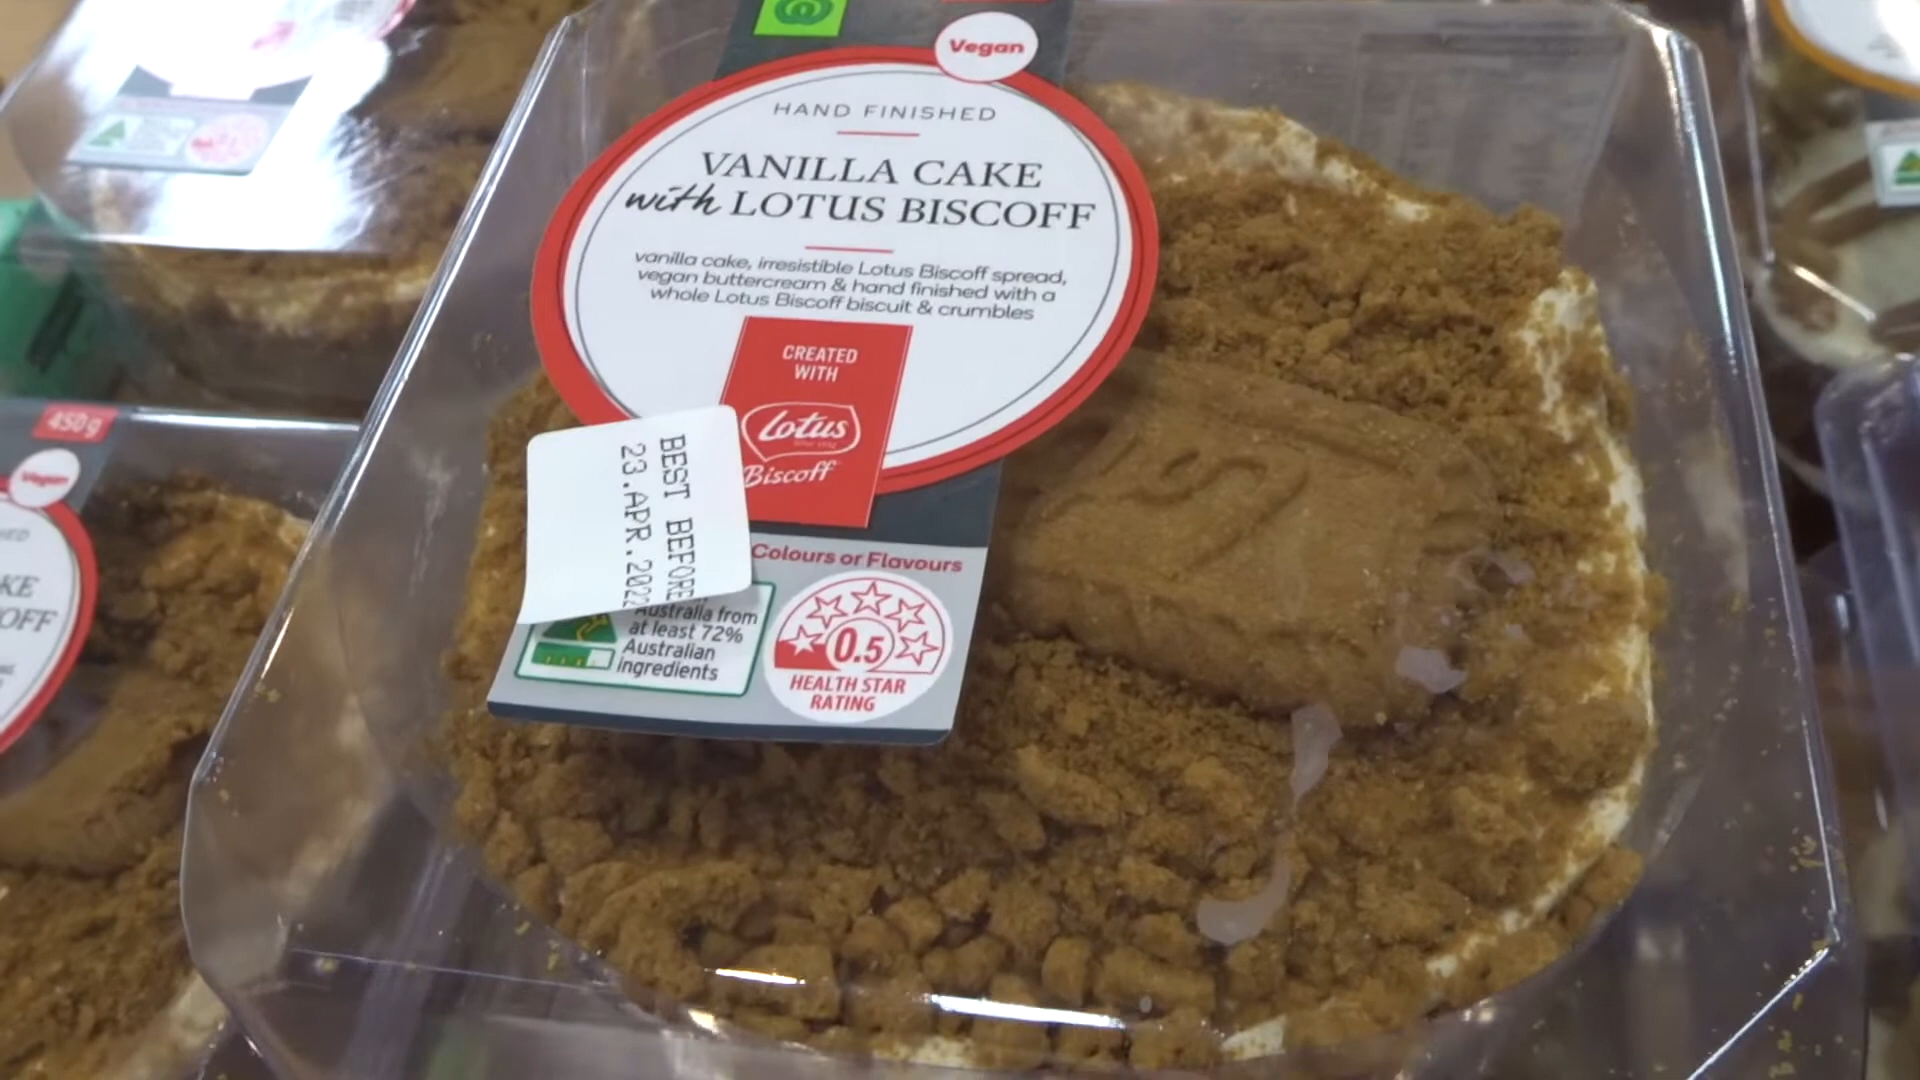 Vegan
HAND FINISHED
VANILLA CAKE
with LOTUS BISCOFF
vanilla cake, irresistible Lotus Biscoff spread,
vegan buttercream & hand finished with a
whole Lotus Biscoff biscuit & crumbles
CREATED
WITH
Lotus
Biscoff
BEST BEFORE
23.APR.2022
Colours or Flavours
Australia from
at least 72%
Australian
ingredients
0.5
HEALTH STAR
RATING
450g
Vegan
KE
OFF